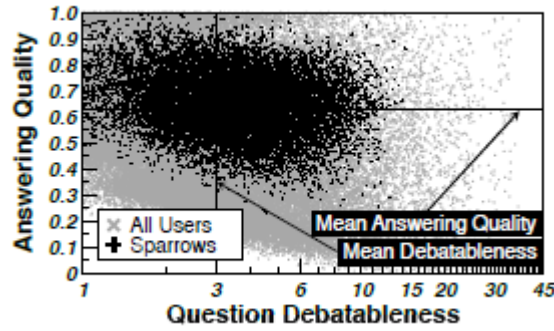 Answering Quality
1.0
0.9
0.8
0.7
0.6
0.5
0.4
0.3
0.2
0.1
0
× All Users
+ Sparrows
Mean Answering Quality
Mean Debatableness
1 3 6 10 15 20 30 45
Question Debatableness